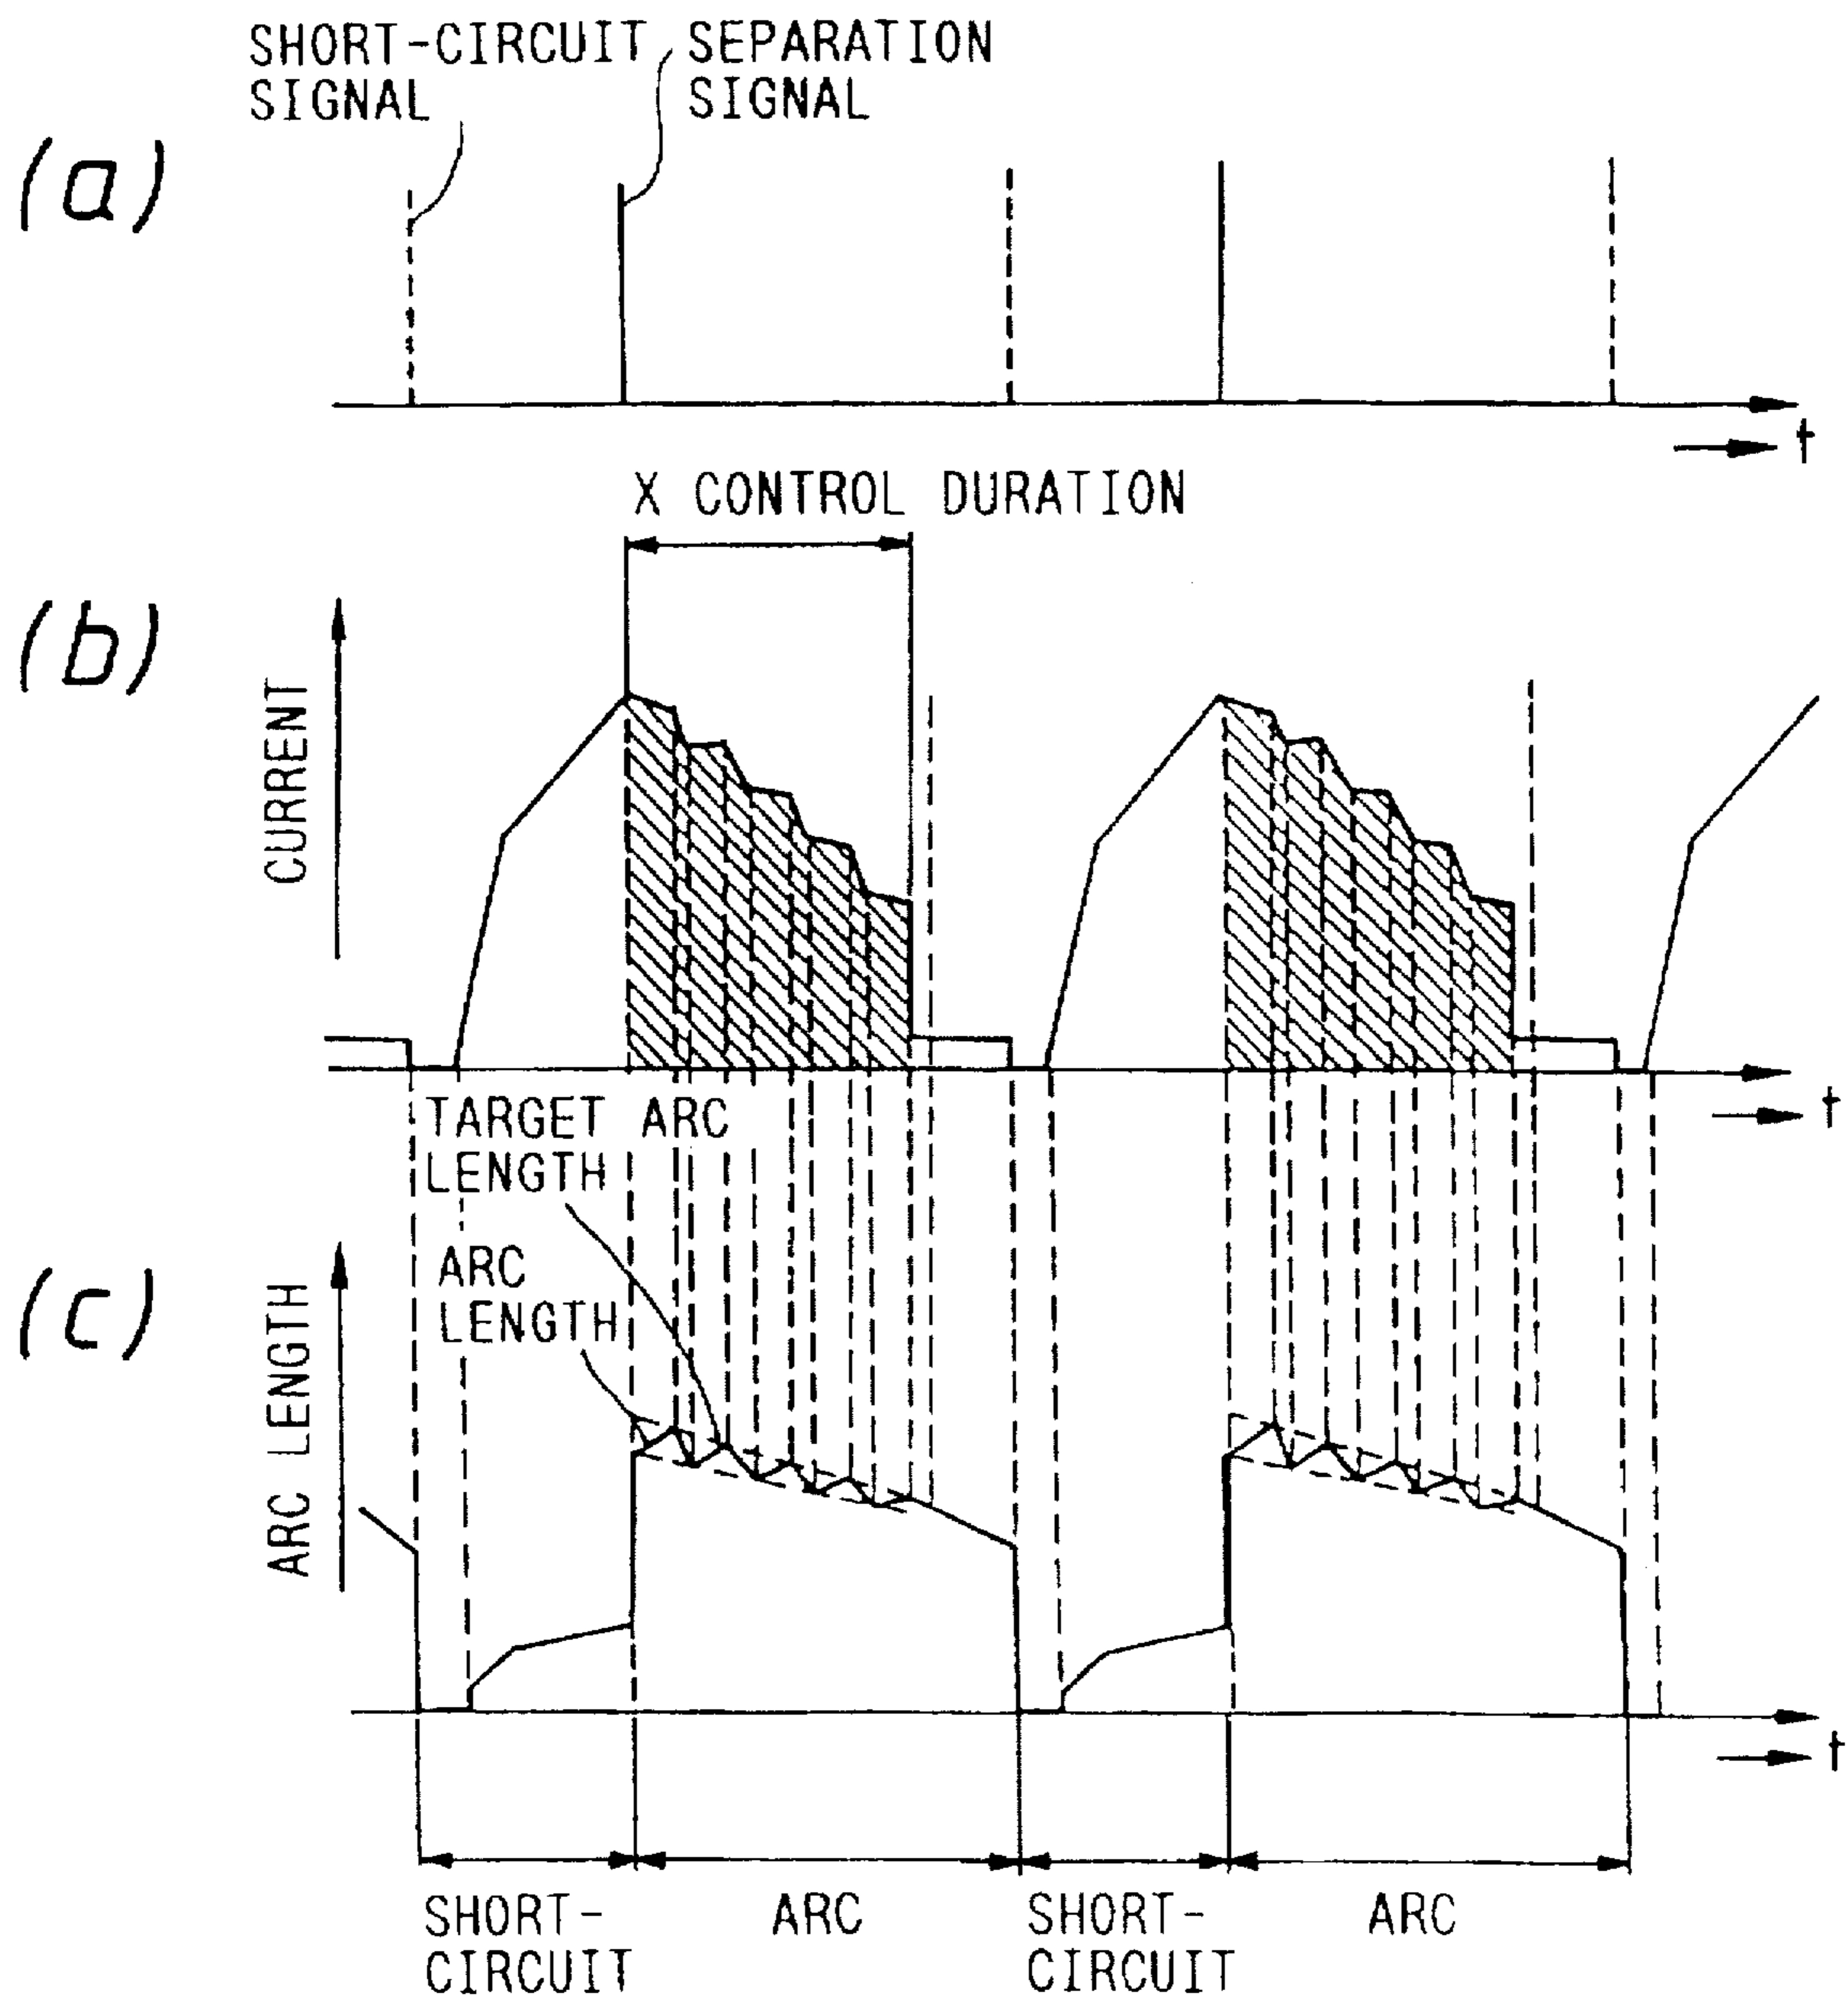 SHORT-CIRCUIT
SIGNAL
SEPARATION
SIGNAL
(a)
t
X CONTROL DURATION
(b)
CURRENT
t
TARGET ARC
LENGTH
ARC
LENGTH
(c)
ARC LENGTH
t
SHORT-
CIRCUIT
ARC
SHORT-
CIRCUIT
ARC